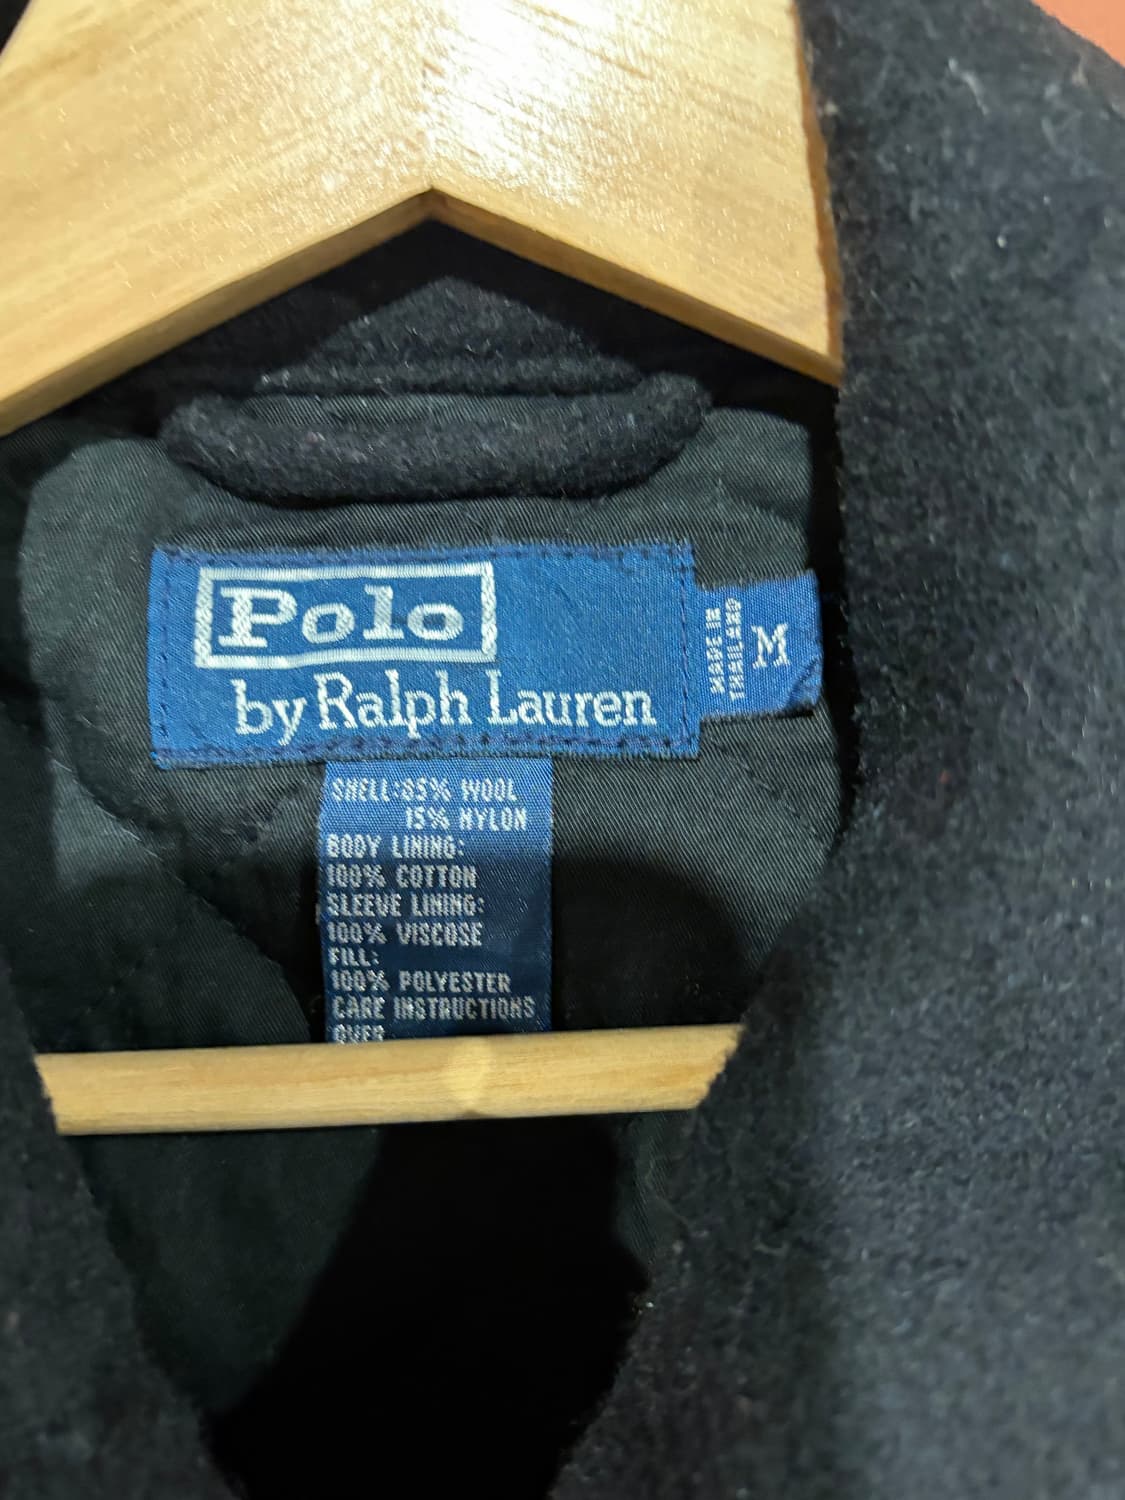 Polo
by Ralph Lauren
MADE IN
THAILAND
M
SHELL:85% WOOL
15% NYLON
BODY LINING:
100% COTTON
SLEEVE LINING:
100% VISCOSE
FILL:
100% POLYESTER
CARE INSTRUCTIONS
OVER